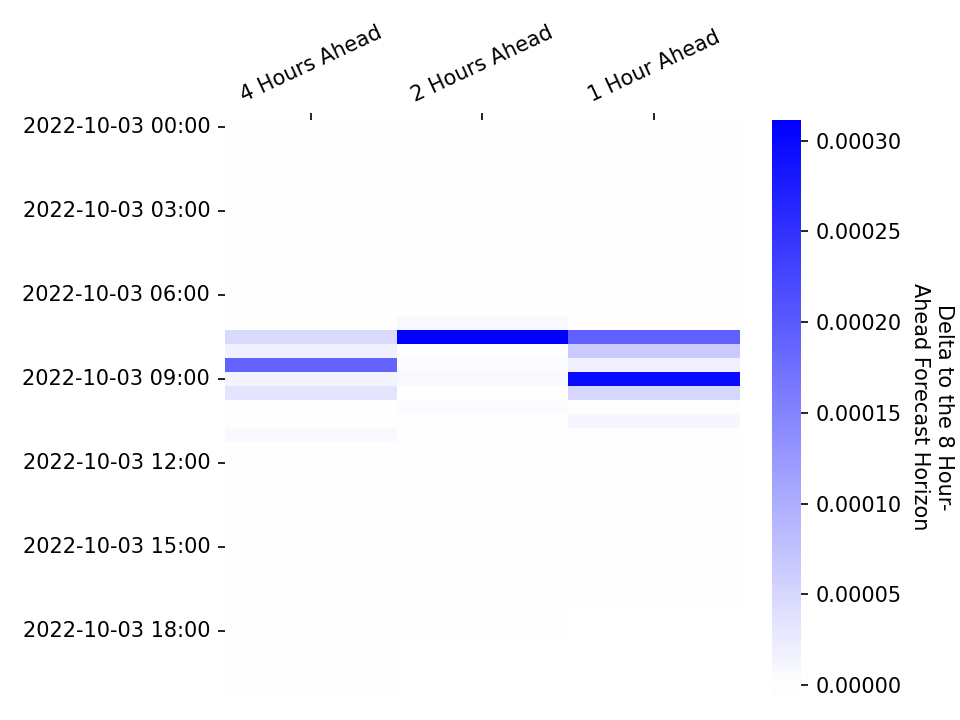 4 Hours Ahead
2 Hours Ahead
1 Hour Ahead
2022-10-03 00:00
2022-10-03 03:00
2022-10-03 06:00
2022-10-03 09:00
2022-10-03 12:00
2022-10-03 15:00
2022-10-03 18:00
0.00030
0.00025
0.00020
0.00015
0.00010
0.00005
0.00000
Delta to the 8 Hour-
Ahead Forecast Horizon